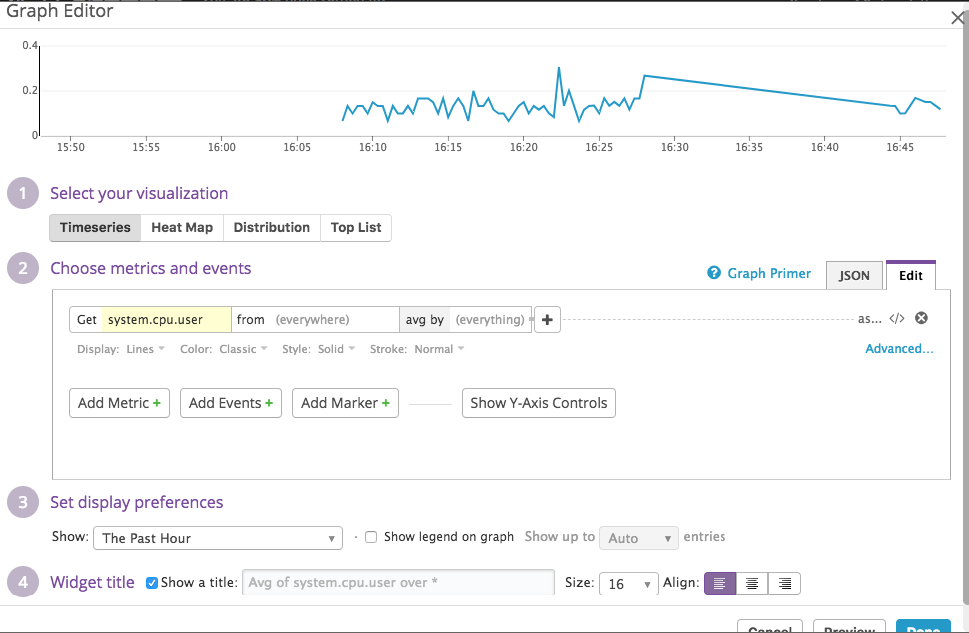 Graph Editor
0.4
0.2
0
15:50 15:55 16:00 16:05 16:10 16:15 16:20 16:25 16:30 16:35 16:40 16:45
1 Select your visualization
Timeseries Heat Map Distribution Top List
2 Choose metrics and events
? Graph Primer JSON Edit
Get system.cpu.user from (everywhere) avg by (everything) + as... </>
Display: Lines Color: Classic Style: Solid Stroke: Normal Advanced...
Add Metric + Add Events + Add Marker + Show Y-Axis Controls
3 Set display preferences
Show: The Past Hour · Show legend on graph Show up to Auto entries
4 Widget title Show a title: Avg of system.cpu.user over * Size: 16 Align:
Cancel Preview Done